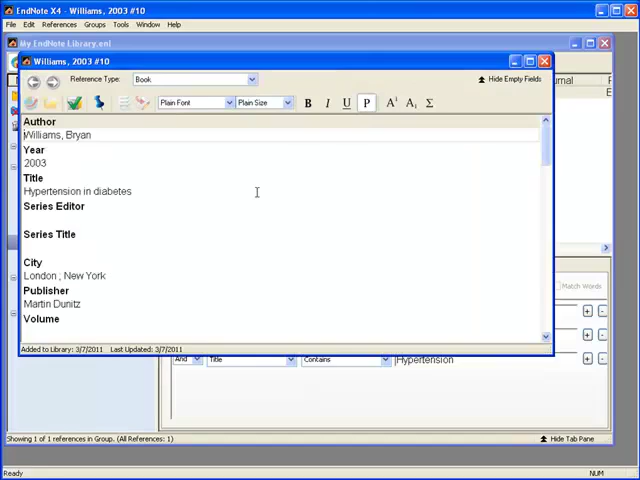 EndNote X4 - Williams, 2003 #10
File Edit References Groups Tools Window Help
My EndNote Library.enl
Williams, 2003 #10
Reference Type: Book Hide Empty Fields
Plain Font Plain Size B I U P A¹ A₁ Σ
Author
Williams, Bryan
Year
2003
Title
Hypertension in diabetes
Series Editor
Series Title
City
London ; New York
Publisher
Martin Dunitz
Volume
Added to Library: 3/7/2011 Last Updated: 3/7/2011
Match Words
And Title Contains Hypertension
Showing 1 of 1 references in Group. (All References: 1) Hide Tab Pane
Ready NUM